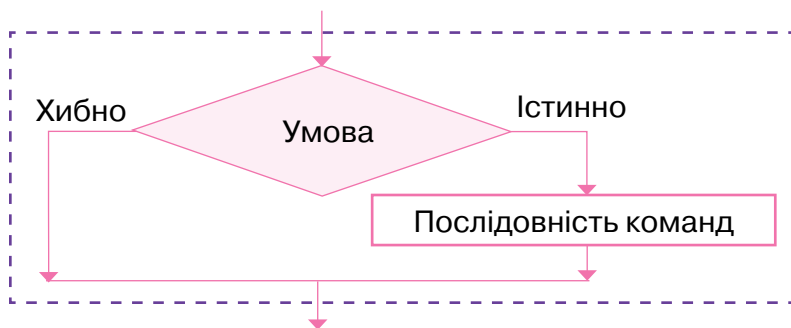 Хибно
Істинно
Умова
Послідовність команд